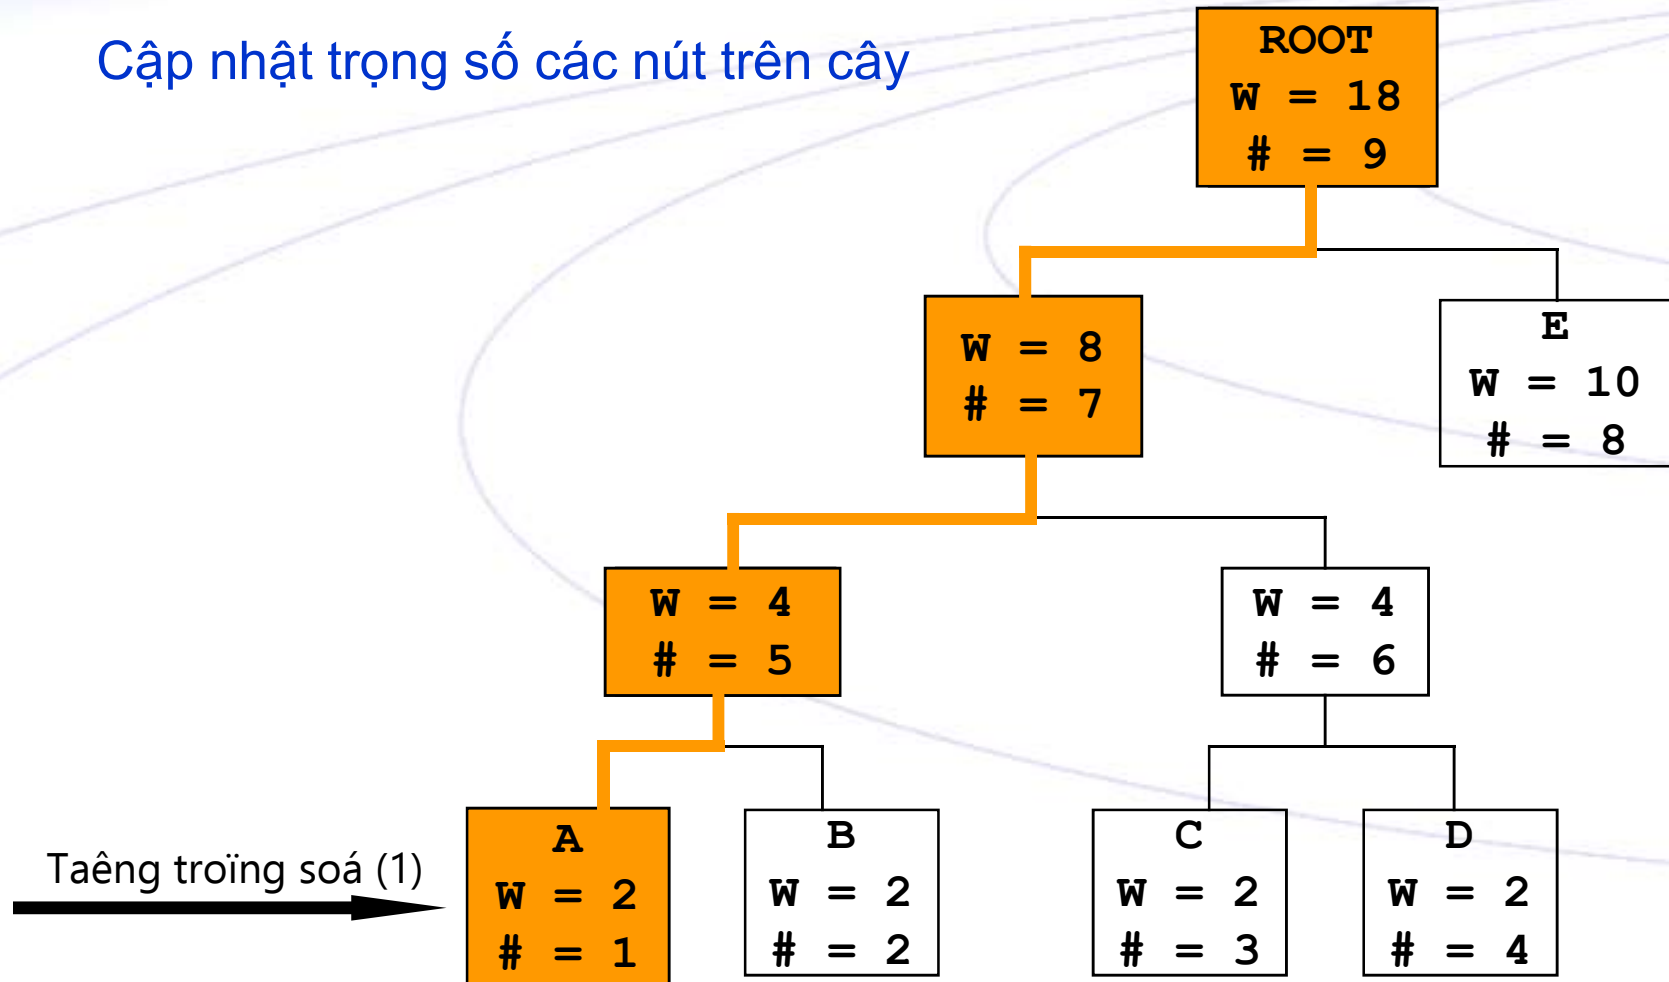 Cập nhật trọng số các nút trên cây
ROOT
W = 18
# = 9
W = 8
# = 7
E
W = 10
# = 8
W = 4
# = 5
W = 4
# = 6
Taêng troïng soá (1)
A
W = 2
# = 1
B
W = 2
# = 2
C
W = 2
# = 3
D
W = 2
# = 4